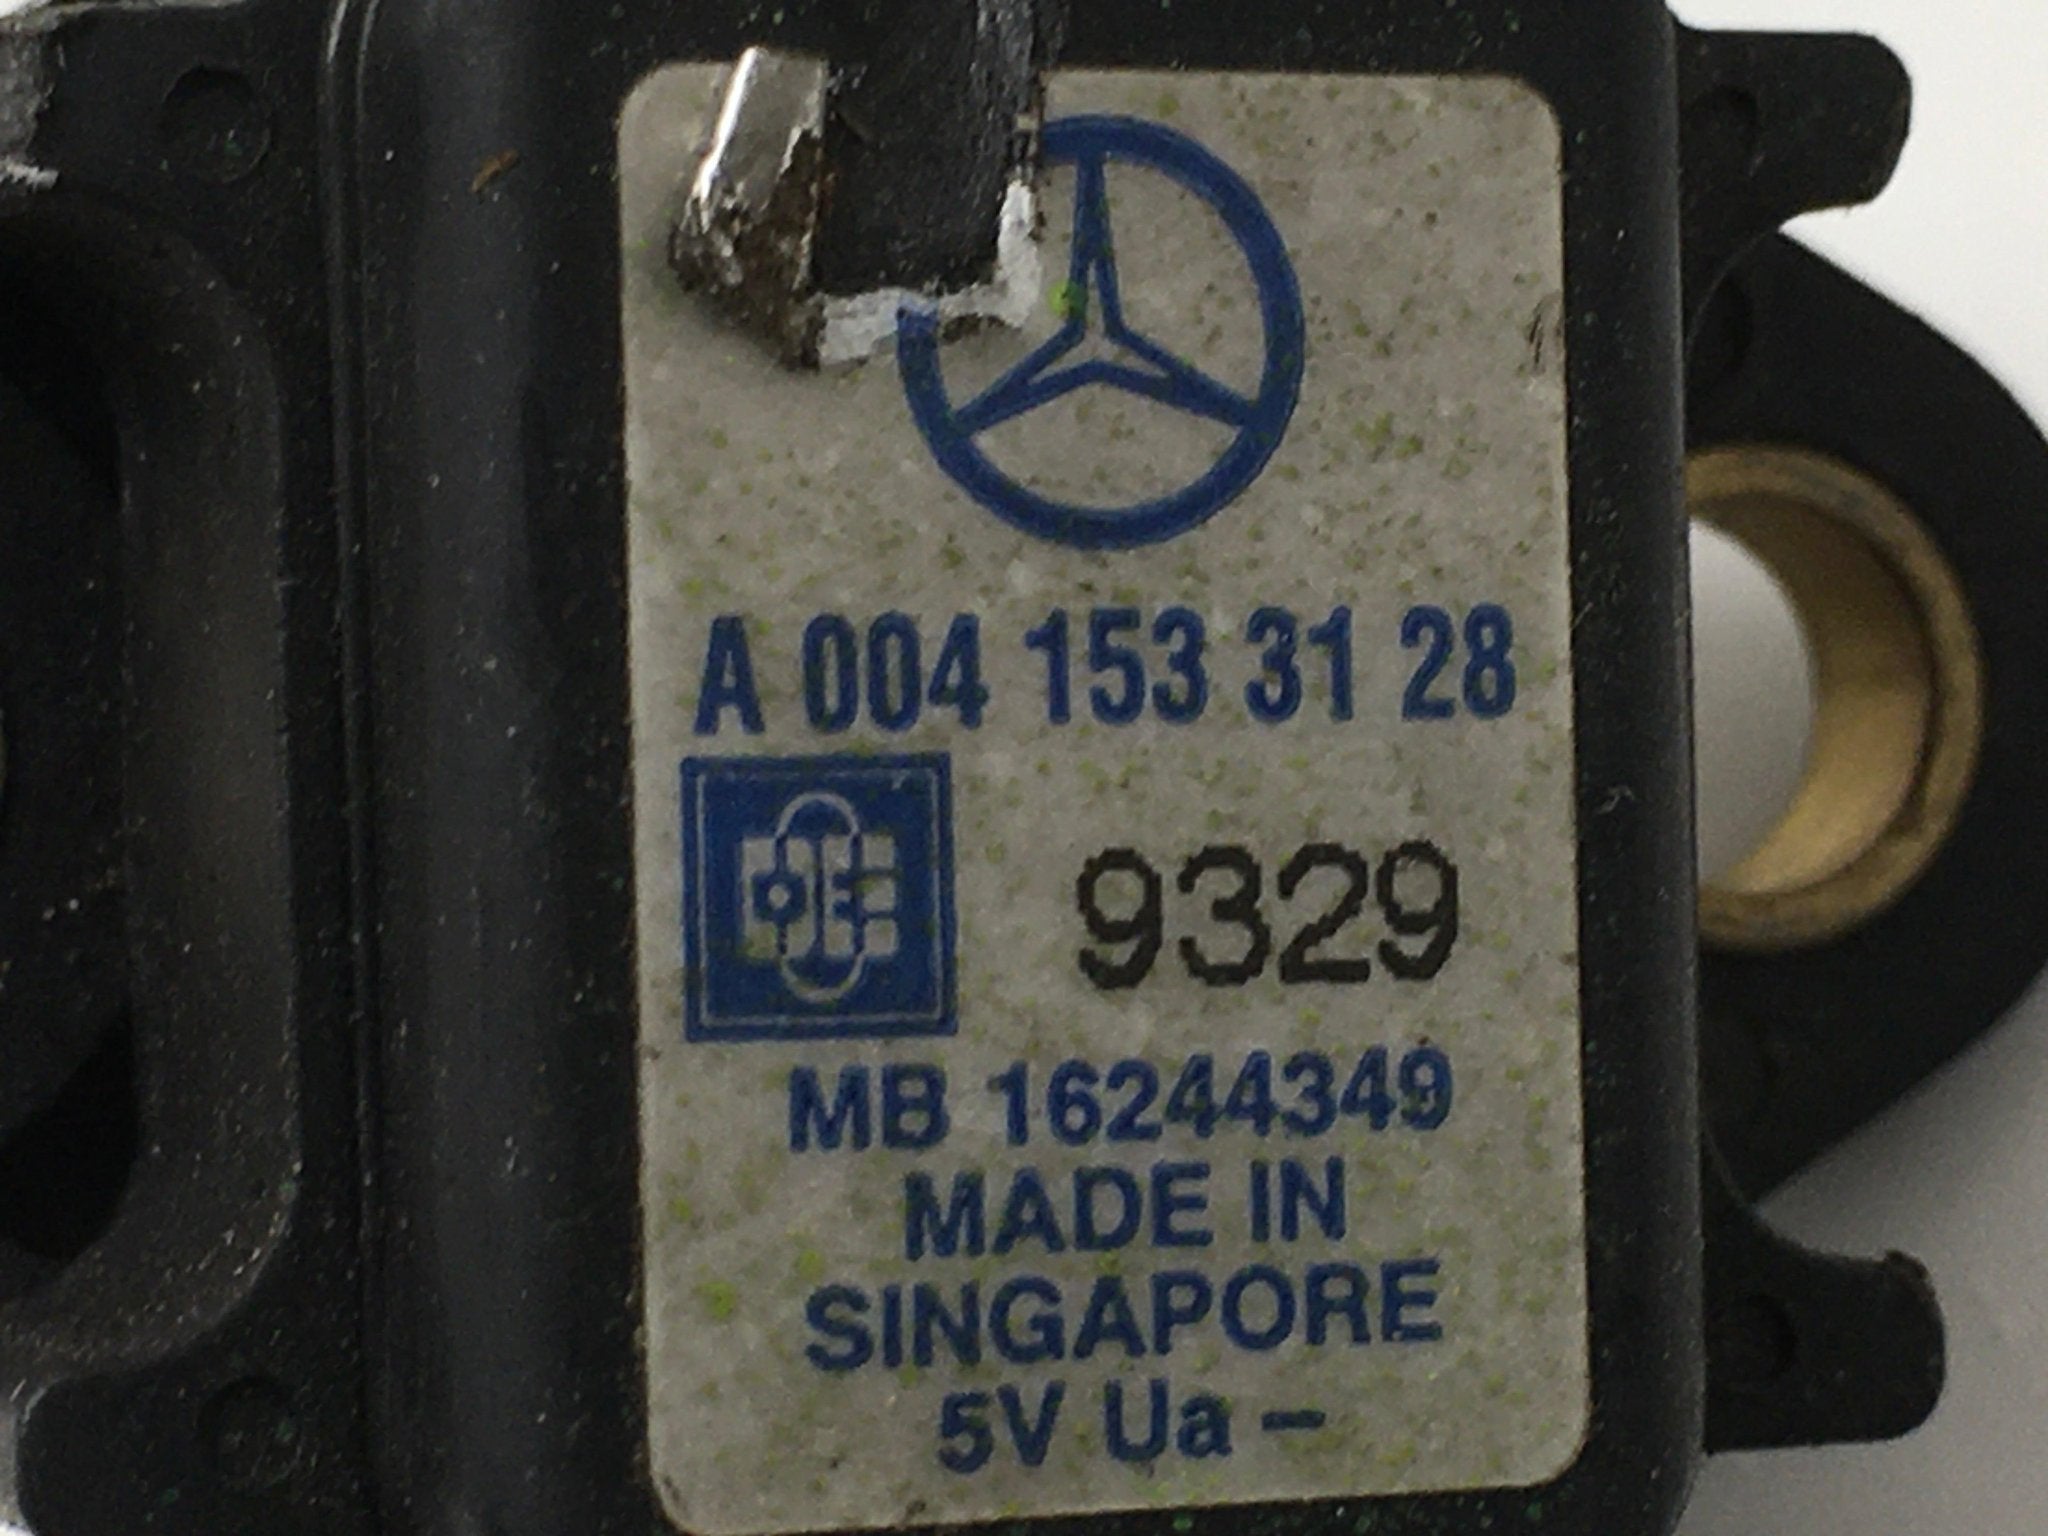 A 004 153 31 28
9329
MB 16244349
MADE IN
SINGAPORE
5V Ua –